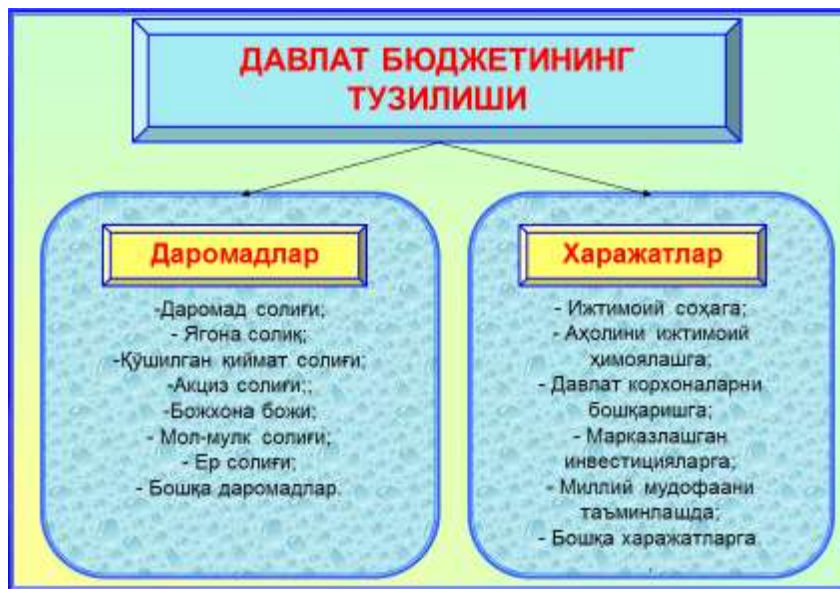 ДАВЛАТ БЮДЖЕТИНИНГ
ТУЗИЛИШИ
Даромадлар
-Даромад солиғи;
- Ягона солиқ;
-Қўшилган қиймат солиғи;
-Акциз солиғи;;
-Божхона божи;
- Мол-мулк солиғи;
- Ер солиғи;
- Бошқа даромадлар.
Харажатлар
- Ижтимоий соҳага;
- Аҳолини ижтимоий
ҳимоялашга;
- Давлат корхоналарни
бошқаришга;
- Марказлашган
инвестицияларга;
- Миллий мудофаани
таъминлашда;
- Бошқа харажатларга
.